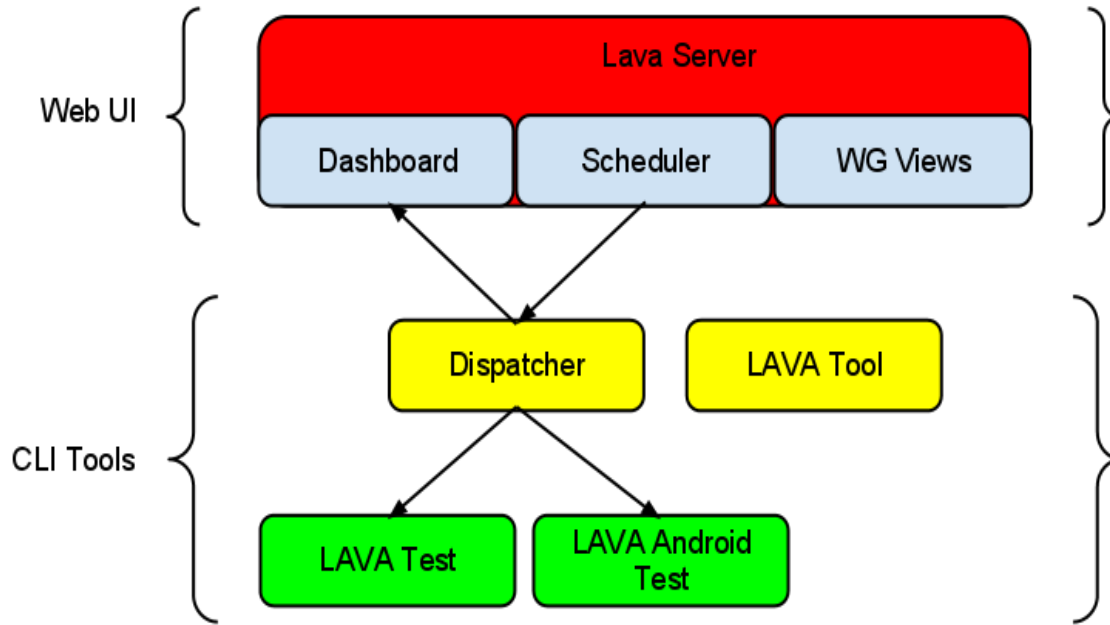 Lava Server
Web UI
Dashboard
Scheduler
WG Views
Dispatcher
LAVA Tool
CLI Tools
LAVA Test
LAVA Android
Test